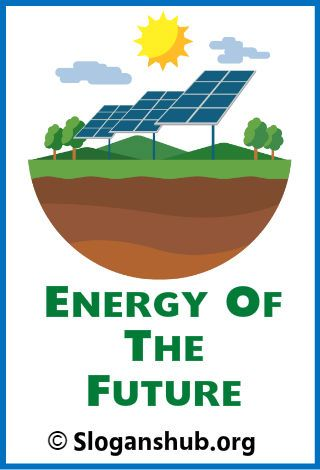 Energy Of
The
Future
© Sloganshub.org